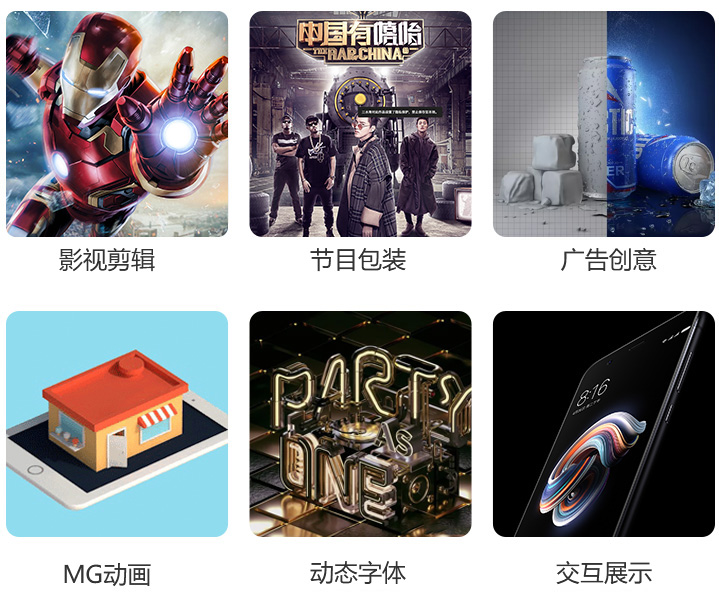 中国有嘻哈
THE RAP CHINA
影视剪辑
节目包装
广告创意
PARTY
AS
ONE
8:16
MG动画
动态字体
交互展示